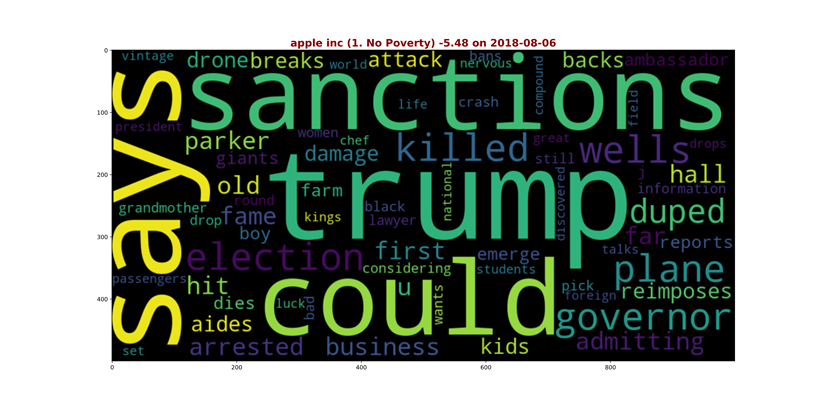 apple inc (1. No Poverty) -5.48 on 2018-08-06
0
100
200
300
400
0
200
400
600
800
vintage
drone
breaks
world
attack
bans
nervous
backs
ambassador
says
sanctions
compound
field
life
crash
president
parker
women
chef
killed
great
wells
drops
giants
damage
still
J
hall
information
old
trump
farm
national
discovered
grandmother
round
drop
fame
kings
black
lawyer
duped
boy
far
reports
election
first
emerge
talks
considering
students
plane
passengers
hit
u
could
wants
pick
foreign
reimposes
dies
luck
bad
aides
governor
set
arrested
business
kids
admitting